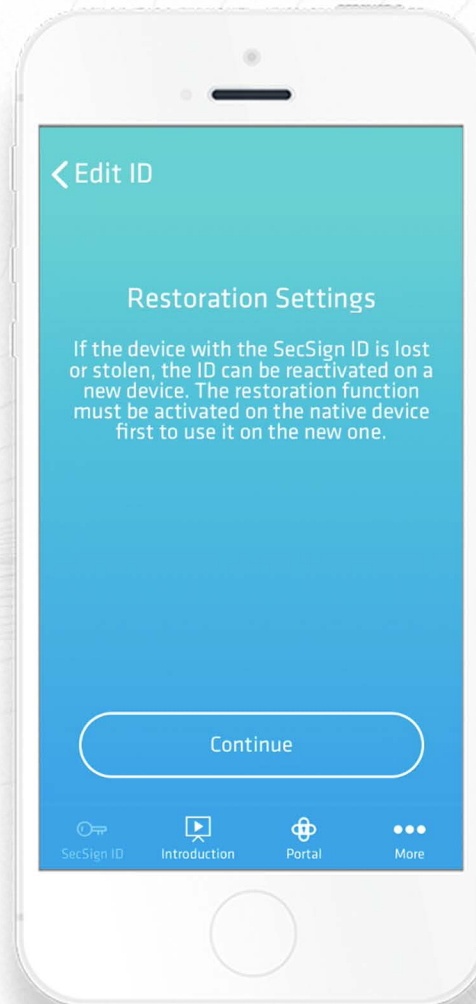 Edit ID
Restoration Settings
If the device with the SecSign ID is lost
or stolen, the ID can be reactivated on a
new device. The restoration function
must be activated on the native device
first to use it on the new one.
Continue
SecSign ID
Introduction
Portal
More